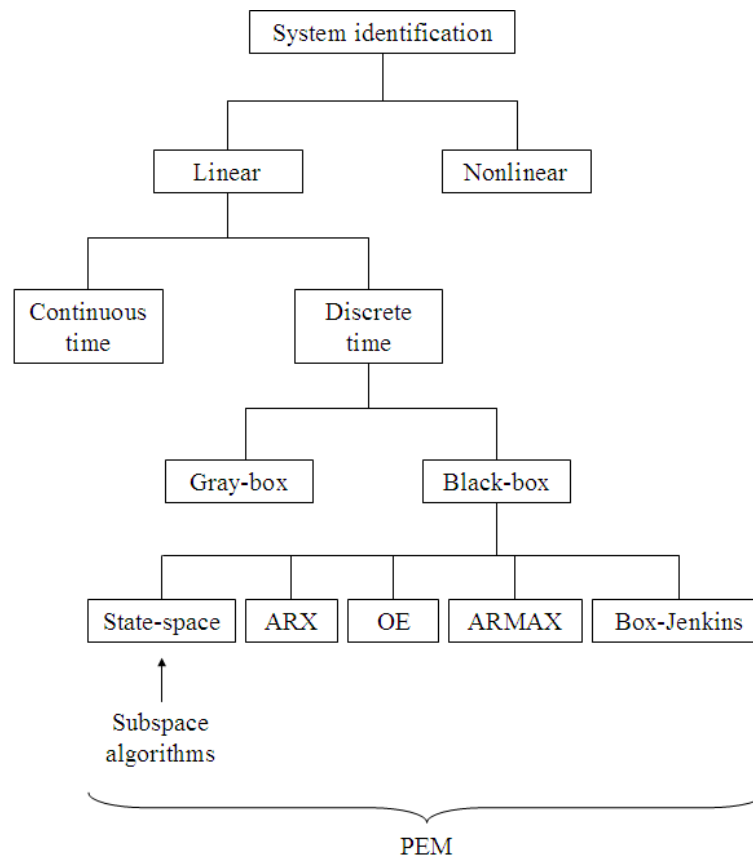 System identification
Linear
Nonlinear
Continuous
time
Discrete
time
Gray-box
Black-box
State-space
ARX
OE
ARMAX
Box-Jenkins
Subspace
algorithms
PEM